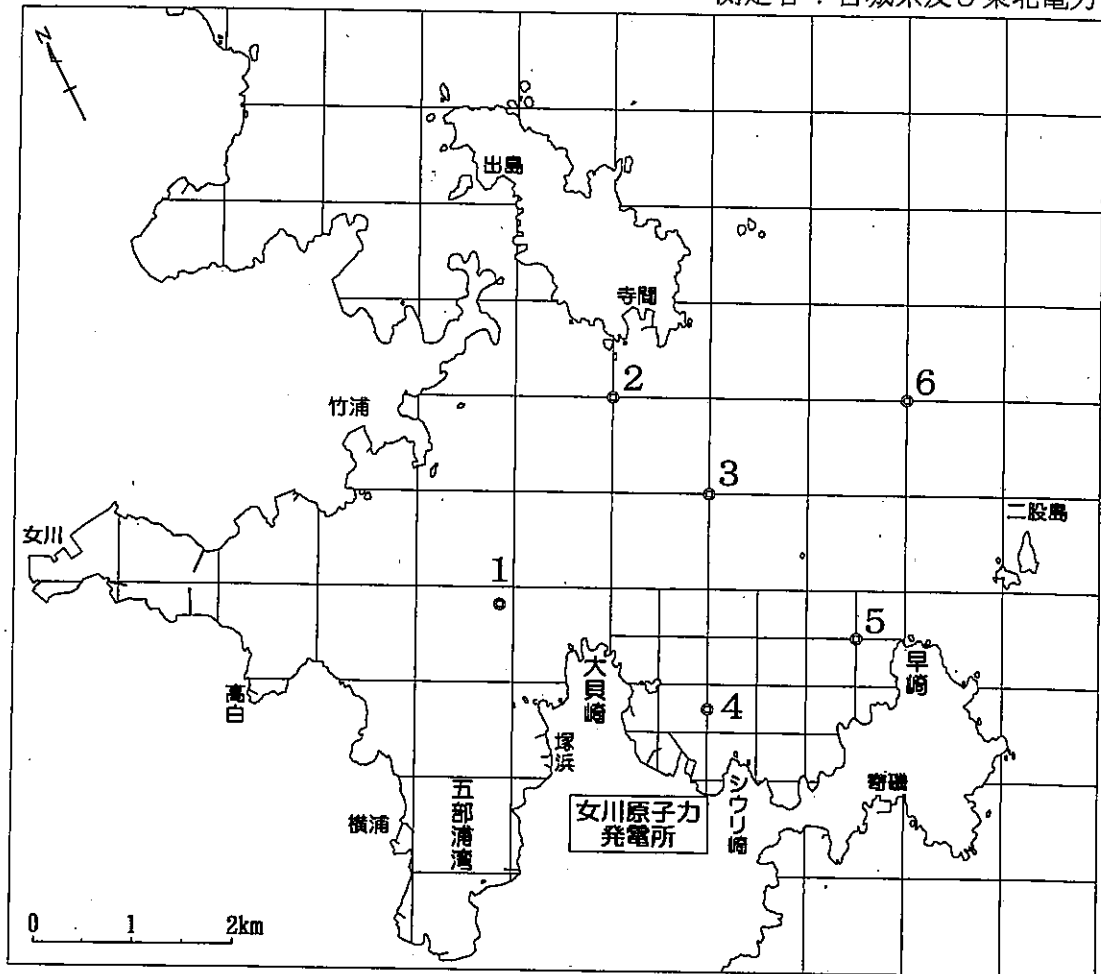 測定者：宮城県及び東北電力
N
出島
寺間
2
6
竹浦
3
二股島
女川
1
5
早崎
大貝崎
高白
4
塚浜
五部浦湾
横浦
女川原子力
発電所
シウリ崎
寄磯
0 1 2km